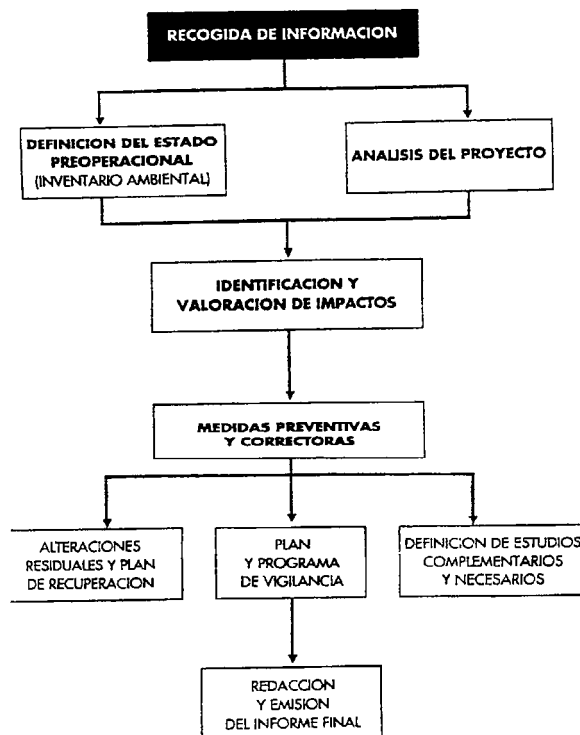 RECOGIDA DE INFORMACION
DEFINICION DEL ESTADO
PREOPERACIONAL
(INVENTARIO AMBIENTAL)
ANALISIS DEL PROYECTO
IDENTIFICACION Y
VALORACION DE IMPACTOS
MEDIDAS PREVENTIVAS
Y CORRECTORAS
ALTERACIONES
RESIDUALES Y PLAN
DE RECUPERACION
PLAN
Y PROGRAMA
DE VIGILANCIA
DEFINICION DE ESTUDIOS
COMPLEMENTARIOS
Y NECESARIOS
REDACCION
Y EMISION
DEL INFORME FINAL